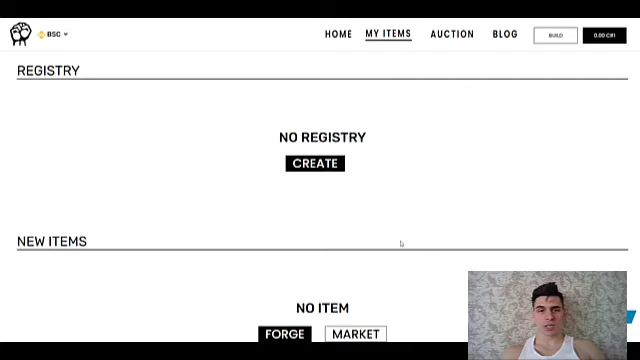 BSC HOME MY ITEMS AUCTION BLOG BUILD 0.00 CIFI
REGISTRY
NO REGISTRY
CREATE
NEW ITEMS
NO ITEM
FORGE MARKET